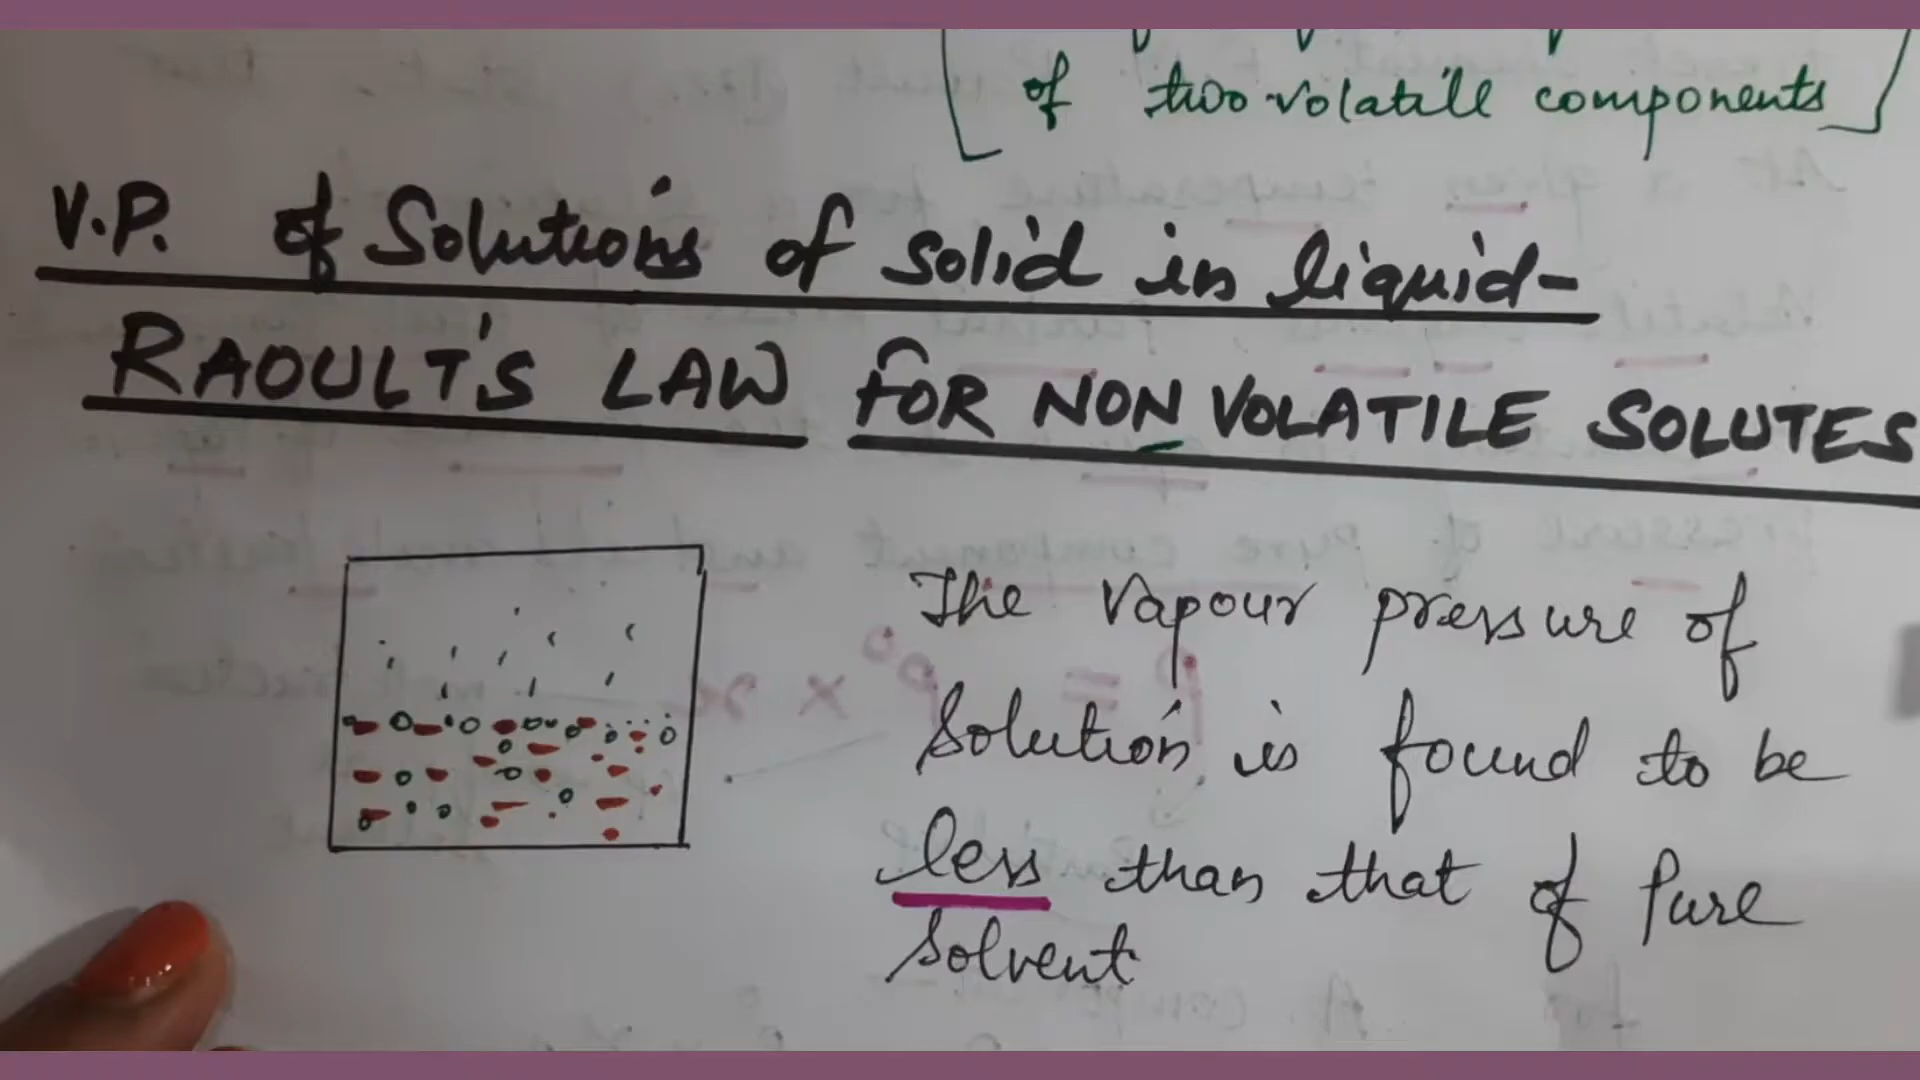 of two volatile components
V.P. of Solutions of solid in liquid-
RAOULT'S LAW FOR NON VOLATILE SOLUTES
The Vapour pressure of
Solution is found to be
less than that of Pure
Solvent